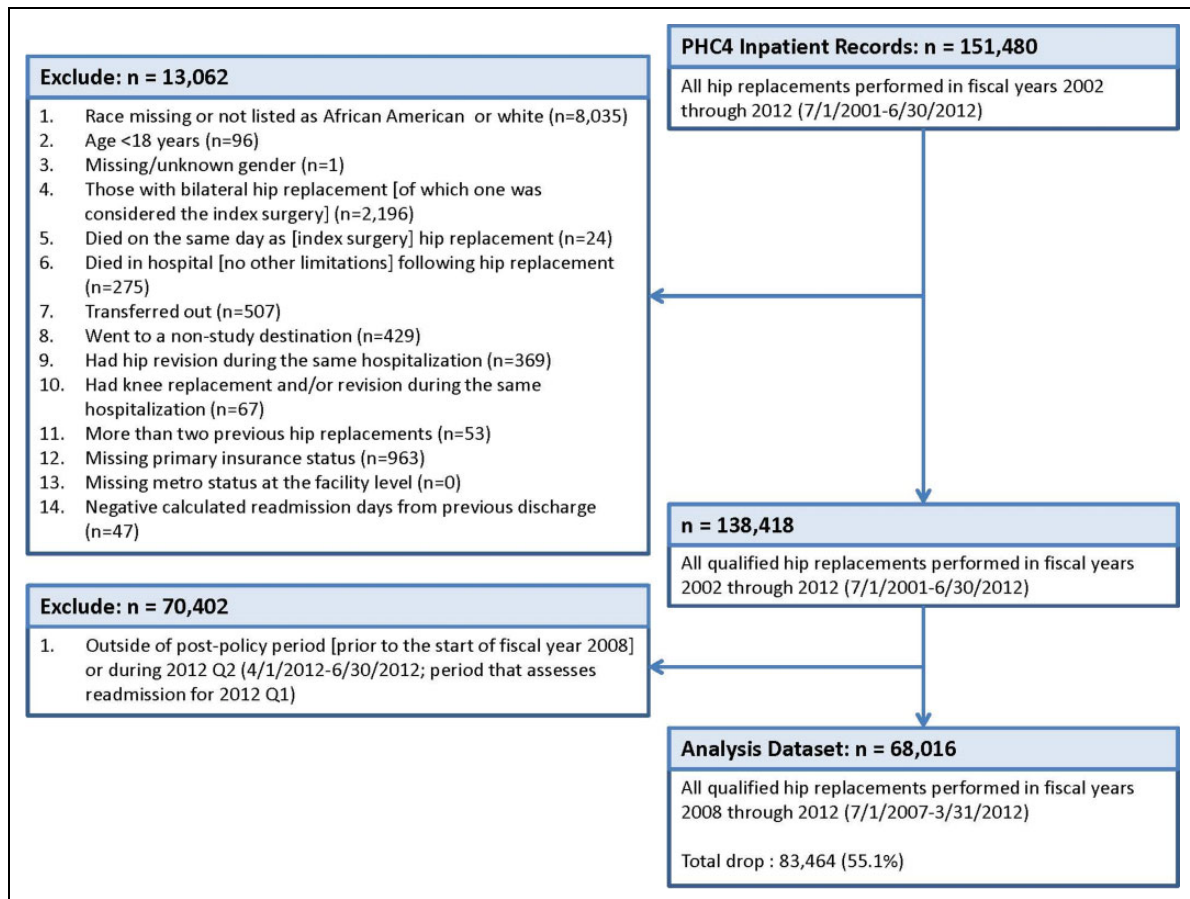 PHC4 Inpatient Records: n = 151,480
All hip replacements performed in fiscal years 2002
through 2012 (7/1/2001-6/30/2012)
Exclude: n = 13,062
1. Race missing or not listed as African American or white (n=8,035)
2. Age <18 years (n=96)
3. Missing/unknown gender (n=1)
4. Those with bilateral hip replacement [of which one was
considered the index surgery] (n=2,196)
5. Died on the same day as [index surgery] hip replacement (n=24)
6. Died in hospital [no other limitations] following hip replacement
(n=275)
7. Transferred out (n=507)
8. Went to a non-study destination (n=429)
9. Had hip revision during the same hospitalization (n=369)
10. Had knee replacement and/or revision during the same
hospitalization (n=67)
11. More than two previous hip replacements (n=53)
12. Missing primary insurance status (n=963)
13. Missing metro status at the facility level (n=0)
14. Negative calculated readmission days from previous discharge
(n=47)
n = 138,418
All qualified hip replacements performed in fiscal years
2002 through 2012 (7/1/2001-6/30/2012)
Exclude: n = 70,402
1. Outside of post-policy period [prior to the start of fiscal year 2008]
or during 2012 Q2 (4/1/2012-6/30/2012; period that assesses
readmission for 2012 Q1)
Analysis Dataset: n = 68,016
All qualified hip replacements performed in fiscal years
2008 through 2012 (7/1/2007-3/31/2012)
Total drop : 83,464 (55.1%)